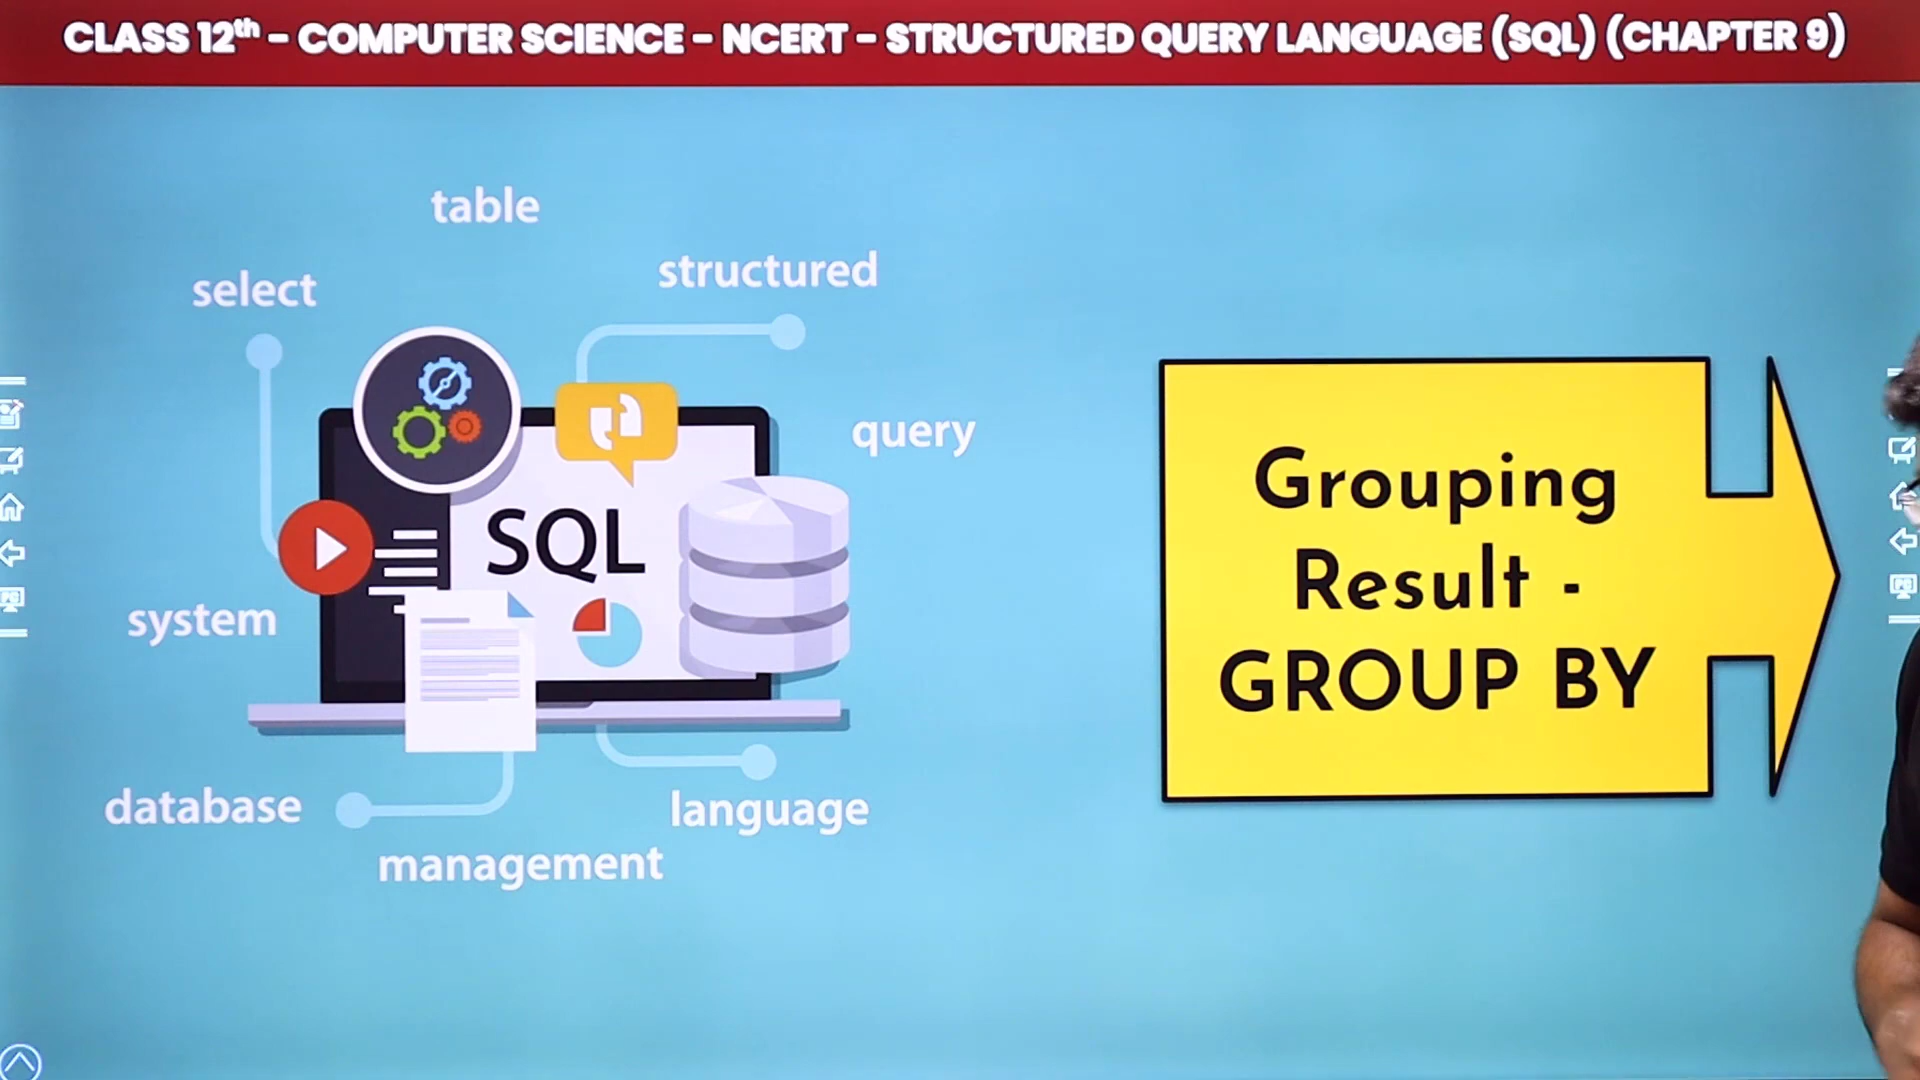 CLASS 12th - COMPUTER SCIENCE - NCERT - STRUCTURED QUERY LANGUAGE (SQL) (CHAPTER 9)
table
structured
select
query
SQL
system
database
language
management
Grouping
Result -
GROUP BY